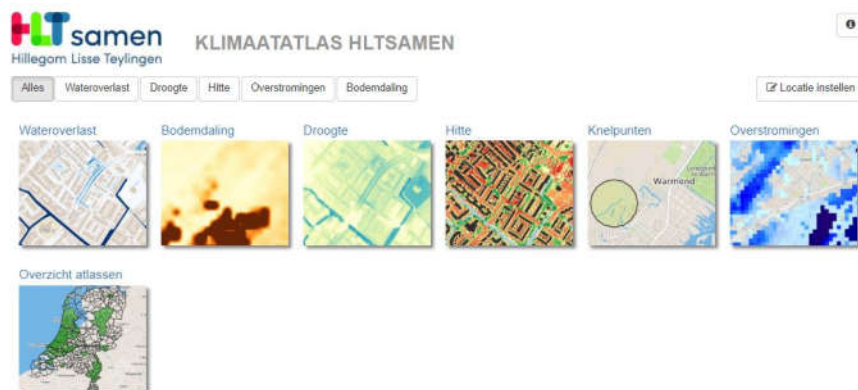 HLTsamen
Hillegom Lisse Teylingen
KLIMAATATLAS HLTSAMEN
Alles Wateroverlast Droogte Hitte Overstromingen Bodemdaling
Locatie instellen
Wateroverlast Bodemdaling Droogte Hitte Knelpunten Overstromingen
Warmond
Overzicht atlassen